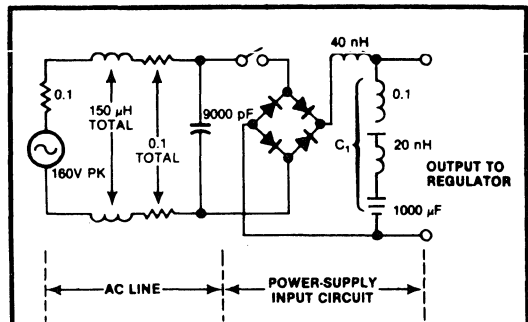 40 nH
0.1
150 µH
TOTAL
0.1
TOTAL
9000 pF
160V PK
0.1
C₁
20 nH
1000 µF
OUTPUT TO
REGULATOR
AC LINE
POWER-SUPPLY
INPUT CIRCUIT